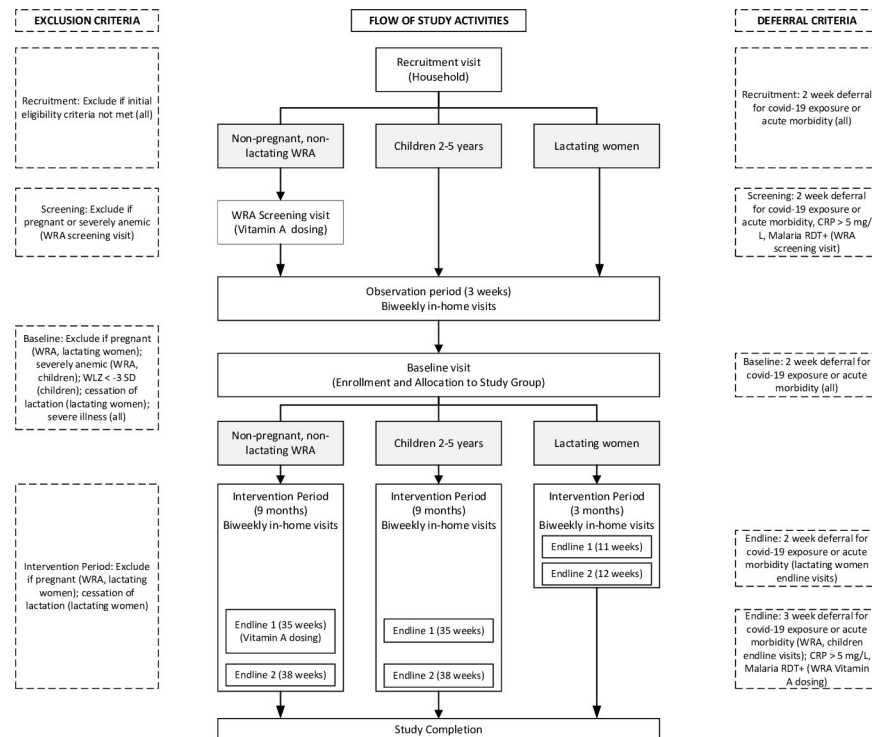 EXCLUSION CRITERIA
FLOW OF STUDY ACTIVITIES
DEFERRAL CRITERIA
Recruitment visit
(Household)
Recruitment: Exclude if initial
eligibility criteria not met (all)
Recruitment: 2 week deferral
for covid-19 exposure or
acute morbidity (all)
Non-pregnant, non-
lactating WRA
Children 2-5 years
Lactating women
Screening: Exclude if
pregnant or severely anemic
(WRA screening visit)
WRA Screening visit
(Vitamin A dosing)
Screening: 2 week deferral
for covid-19 exposure or
acute morbidity, CRP > 5 mg/
L, Malaria RDT+ (WRA
screening visit)
Observation period (3 weeks)
Biweekly in-home visits
Baseline: Exclude if pregnant
(WRA, lactating women);
severely anemic (WRA,
children); WLZ < -3 SD
(children); cessation of
lactation (lactating women);
severe illness (all)
Baseline visit
(Enrollment and Allocation to Study Group)
Baseline: 2 week deferral for
covid-19 exposure or acute
morbidity (all)
Non-pregnant, non-
lactating WRA
Children 2-5 years
Lactating women
Intervention Period: Exclude
if pregnant (WRA, lactating
women); cessation of
lactation (lactating women)
Intervention Period
(9 months)
Biweekly in-home visits
Endline 1 (35 weeks)
(Vitamin A dosing)
Endline 2 (38 weeks)
Intervention Period
(9 months)
Biweekly in-home visits
Endline 1 (35 weeks)
Endline 2 (38 weeks)
Intervention Period
(3 months)
Biweekly in-home visits
Endline 1 (11 weeks)
Endline 2 (12 weeks)
Endline: 2 week deferral for
covid-19 exposure or acute
morbidity (lactating women
endline visits)
Endline: 3 week deferral for
covid-19 exposure or acute
morbidity (WRA, children
endline visits); CRP > 5 mg/L,
Malaria RDT+ (WRA Vitamin
A dosing)
Study Completion